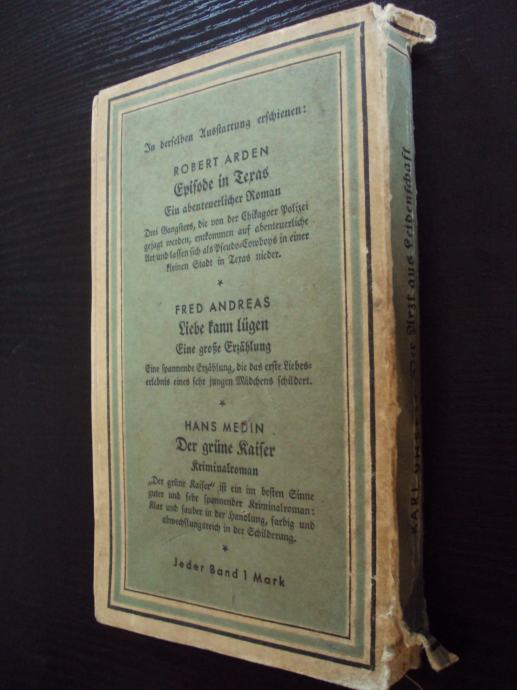 In derselben Ausstattung erschienen:
ROBERT ARDEN
Episode in Texas
Ein abenteuerlicher Roman
Zwei Gangsters, die von der Chikagoer Polizei
gejagt werden, entkommen auf abenteuerliche
Art und lassen sich als Pseudo-Cowboys in einer
kleinen Stadt in Texas nieder.
*
FRED ANDREAS
Liebe kann lügen
Eine große Erzählung
Eine spannende Erzählung, die das erste Liebes-
erlebnis eines sehr jungen Mädchens schildert.
*
HANS MEDIN
Der grüne Kaiser
Kriminalroman
„Der grüne Kaiser" ist ein im besten Sinne
guter und sehr spannender Kriminalroman:
Klar und sauber in der Handlung, farbig und
abwechslungsreich in der Schilderung.
*
Jeder Band 1 Mark
KARL Der Arzt aus Leidenschaft